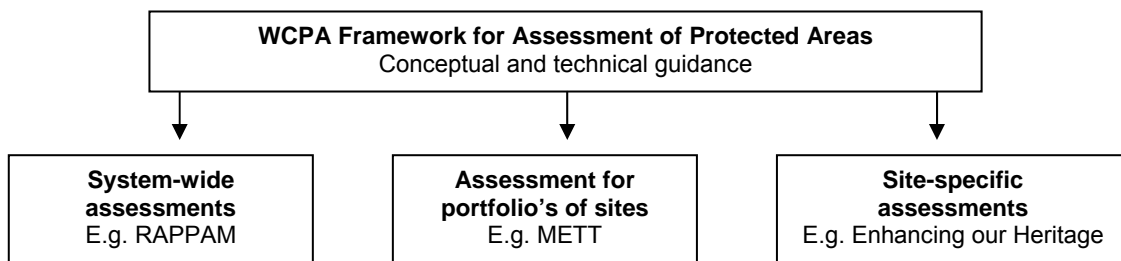 WCPA Framework for Assessment of Protected Areas
Conceptual and technical guidance
System-wide
assessments
E.g. RAPPAM
Assessment for
portfolio's of sites
E.g. METT
Site-specific
assessments
E.g. Enhancing our Heritage